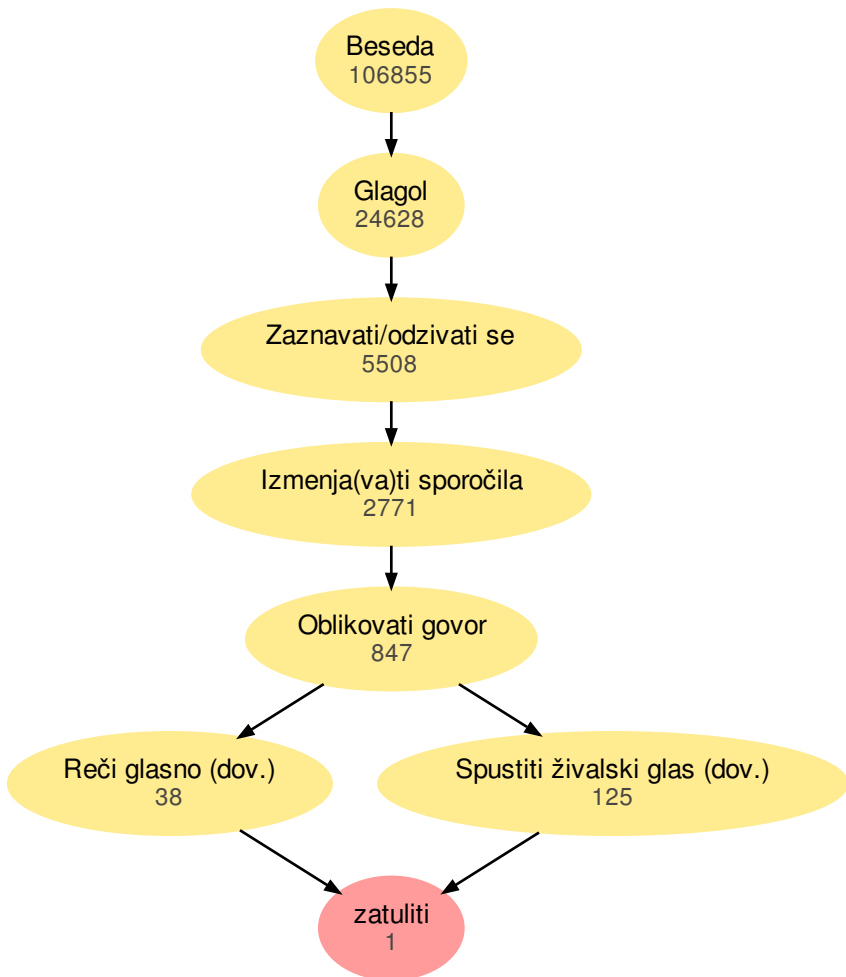 Beseda
106855
Glagol
24628
Zaznavati/odzivati se
5508
Izmenja(va)ti sporočila
2771
Oblikovati govor
847
Reči glasno (dov.)
38
Spustiti živalski glas (dov.)
125
zatuliti
1